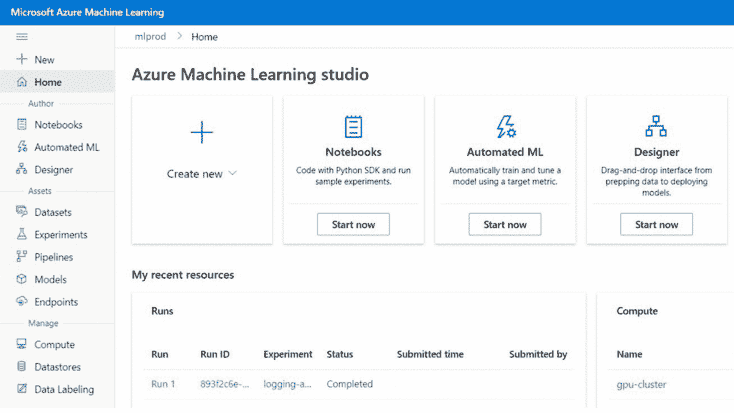 Microsoft Azure Machine Learning
mlprod > Home
New
Home
Author
Notebooks
Automated ML
Designer
Assets
Datasets
Experiments
Pipelines
Models
Endpoints
Manage
Compute
Datastores
Data Labeling
Azure Machine Learning studio
Create new
Notebooks
Code with Python SDK and run
sample experiments.
Start now
Automated ML
Automatically train and tune a
model using a target metric.
Start now
Designer
Drag-and-drop interface from
prepping data to deploying
models.
Start now
My recent resources
Runs
Run Run ID Experiment Status Submitted time Submitted by
Run 1 893f2c6e-... logging-a... Completed
Compute
Name
gpu-cluster